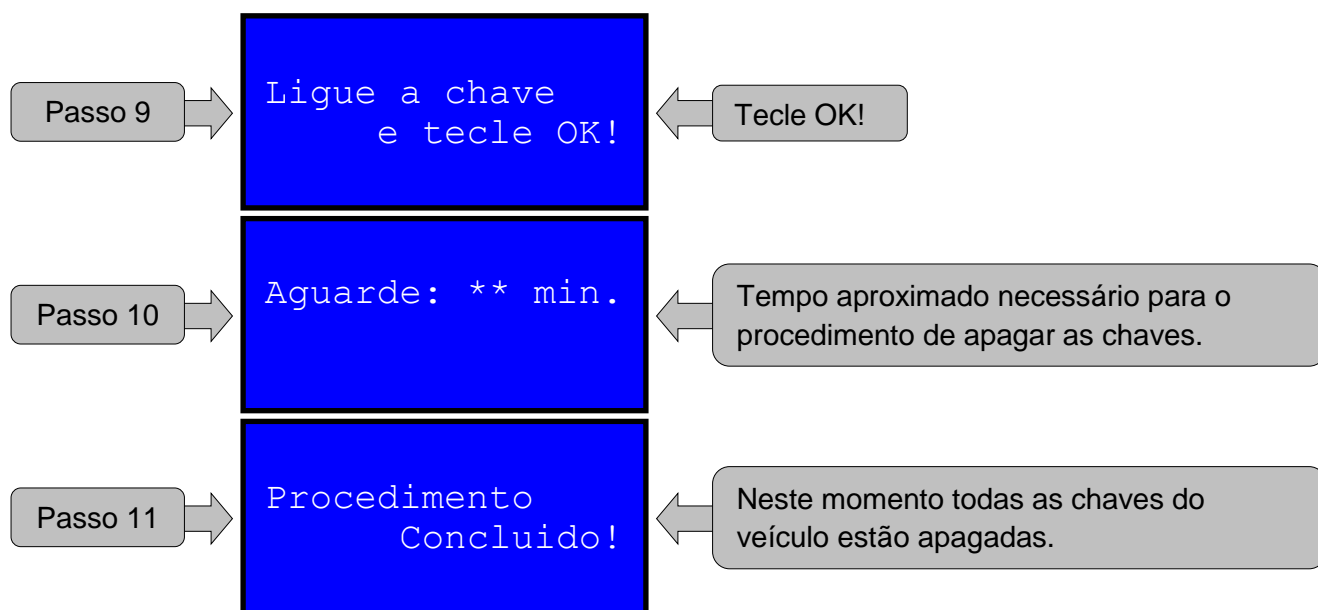 Passo 9
Ligue a chave
e tecle OK!
Tecle OK!
Passo 10
Aguarde: ** min.
Tempo aproximado necessário para o
procedimento de apagar as chaves.
Passo 11
Procedimento
Concluido!
Neste momento todas as chaves do
veículo estão apagadas.